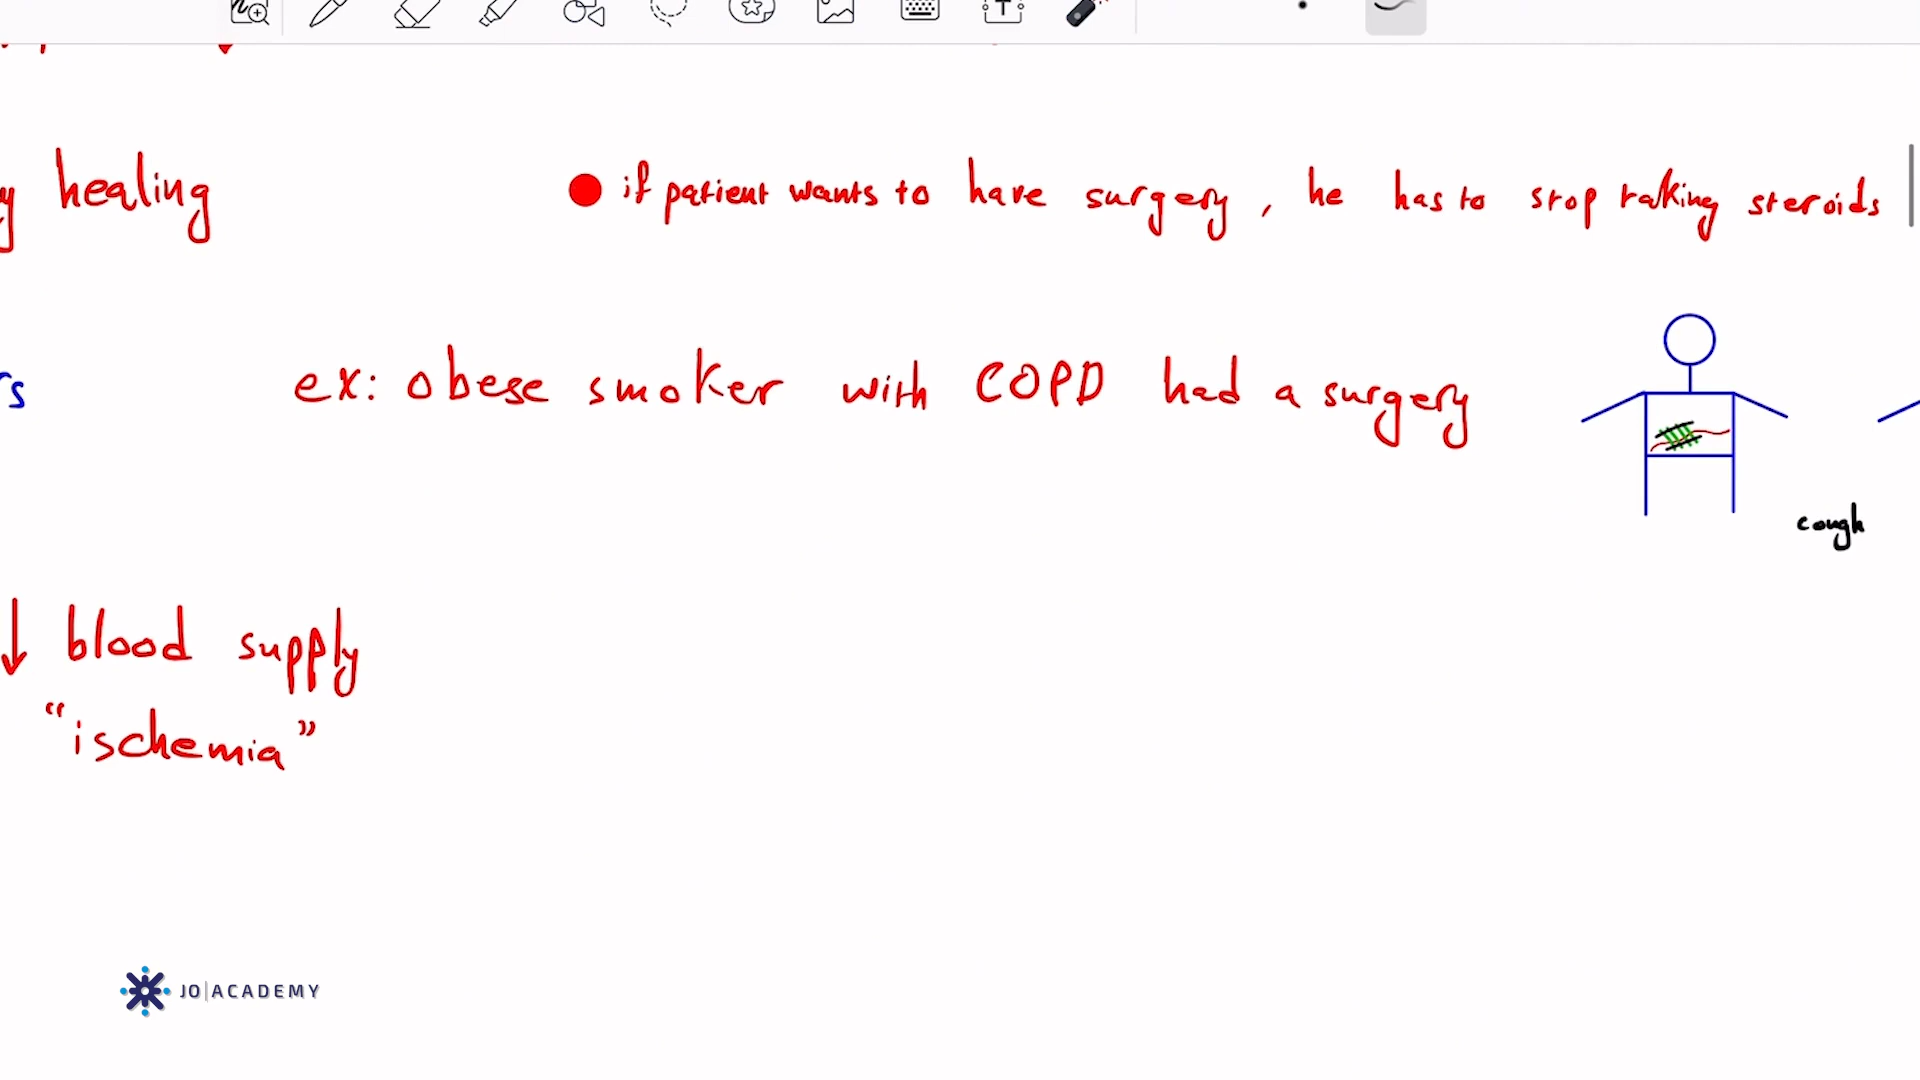 healing
● if patient wants to have surgery, he has to stop taking steroids
rs
ex: obese smoker with COPD had a surgery
cough
↓ blood supply
"ischemia"
JO|ACADEMY